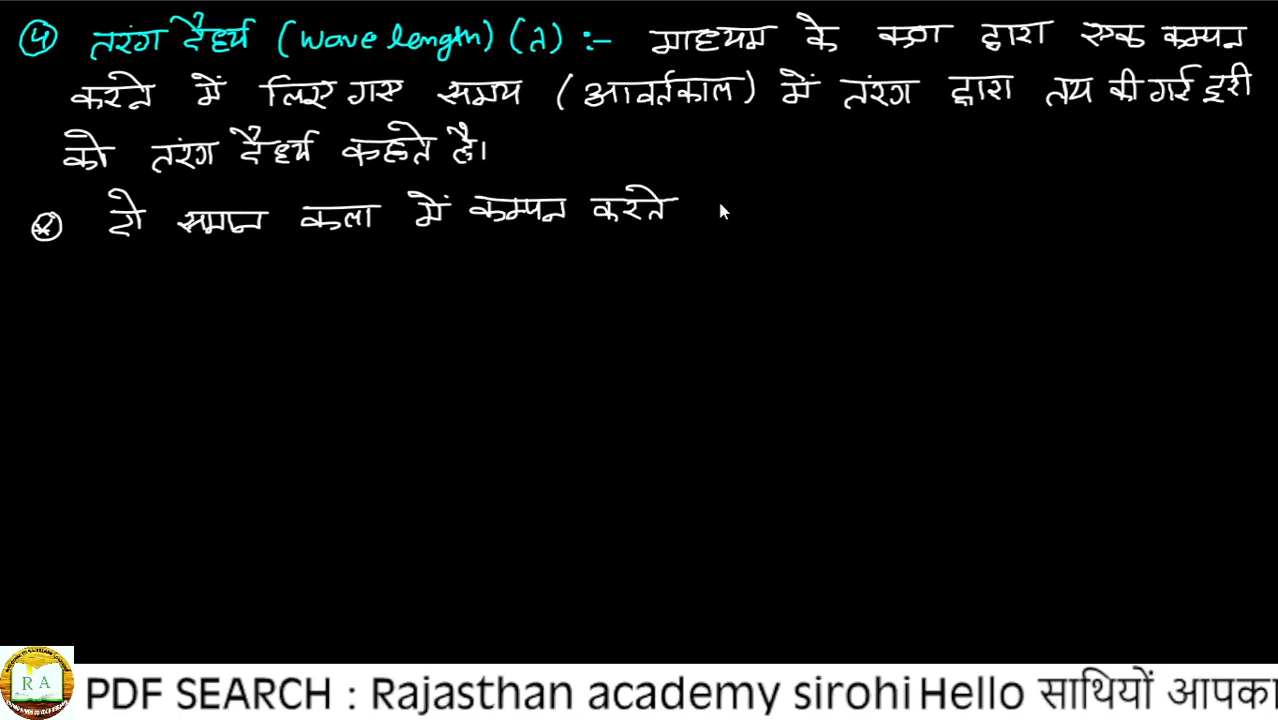 ④ तरंग दैर्ध्य (wave length) (λ) :- माध्यम के कण द्वारा एक कम्पन
करने में लिए गए समय (आवर्तकाल) में तरंग द्वारा तय की गई दूरी
को तरंग दैर्ध्य कहते है।
* दो समान कला में कम्पन करते
R A
PDF SEARCH : Rajasthan academy sirohi Hello साथियों आपका